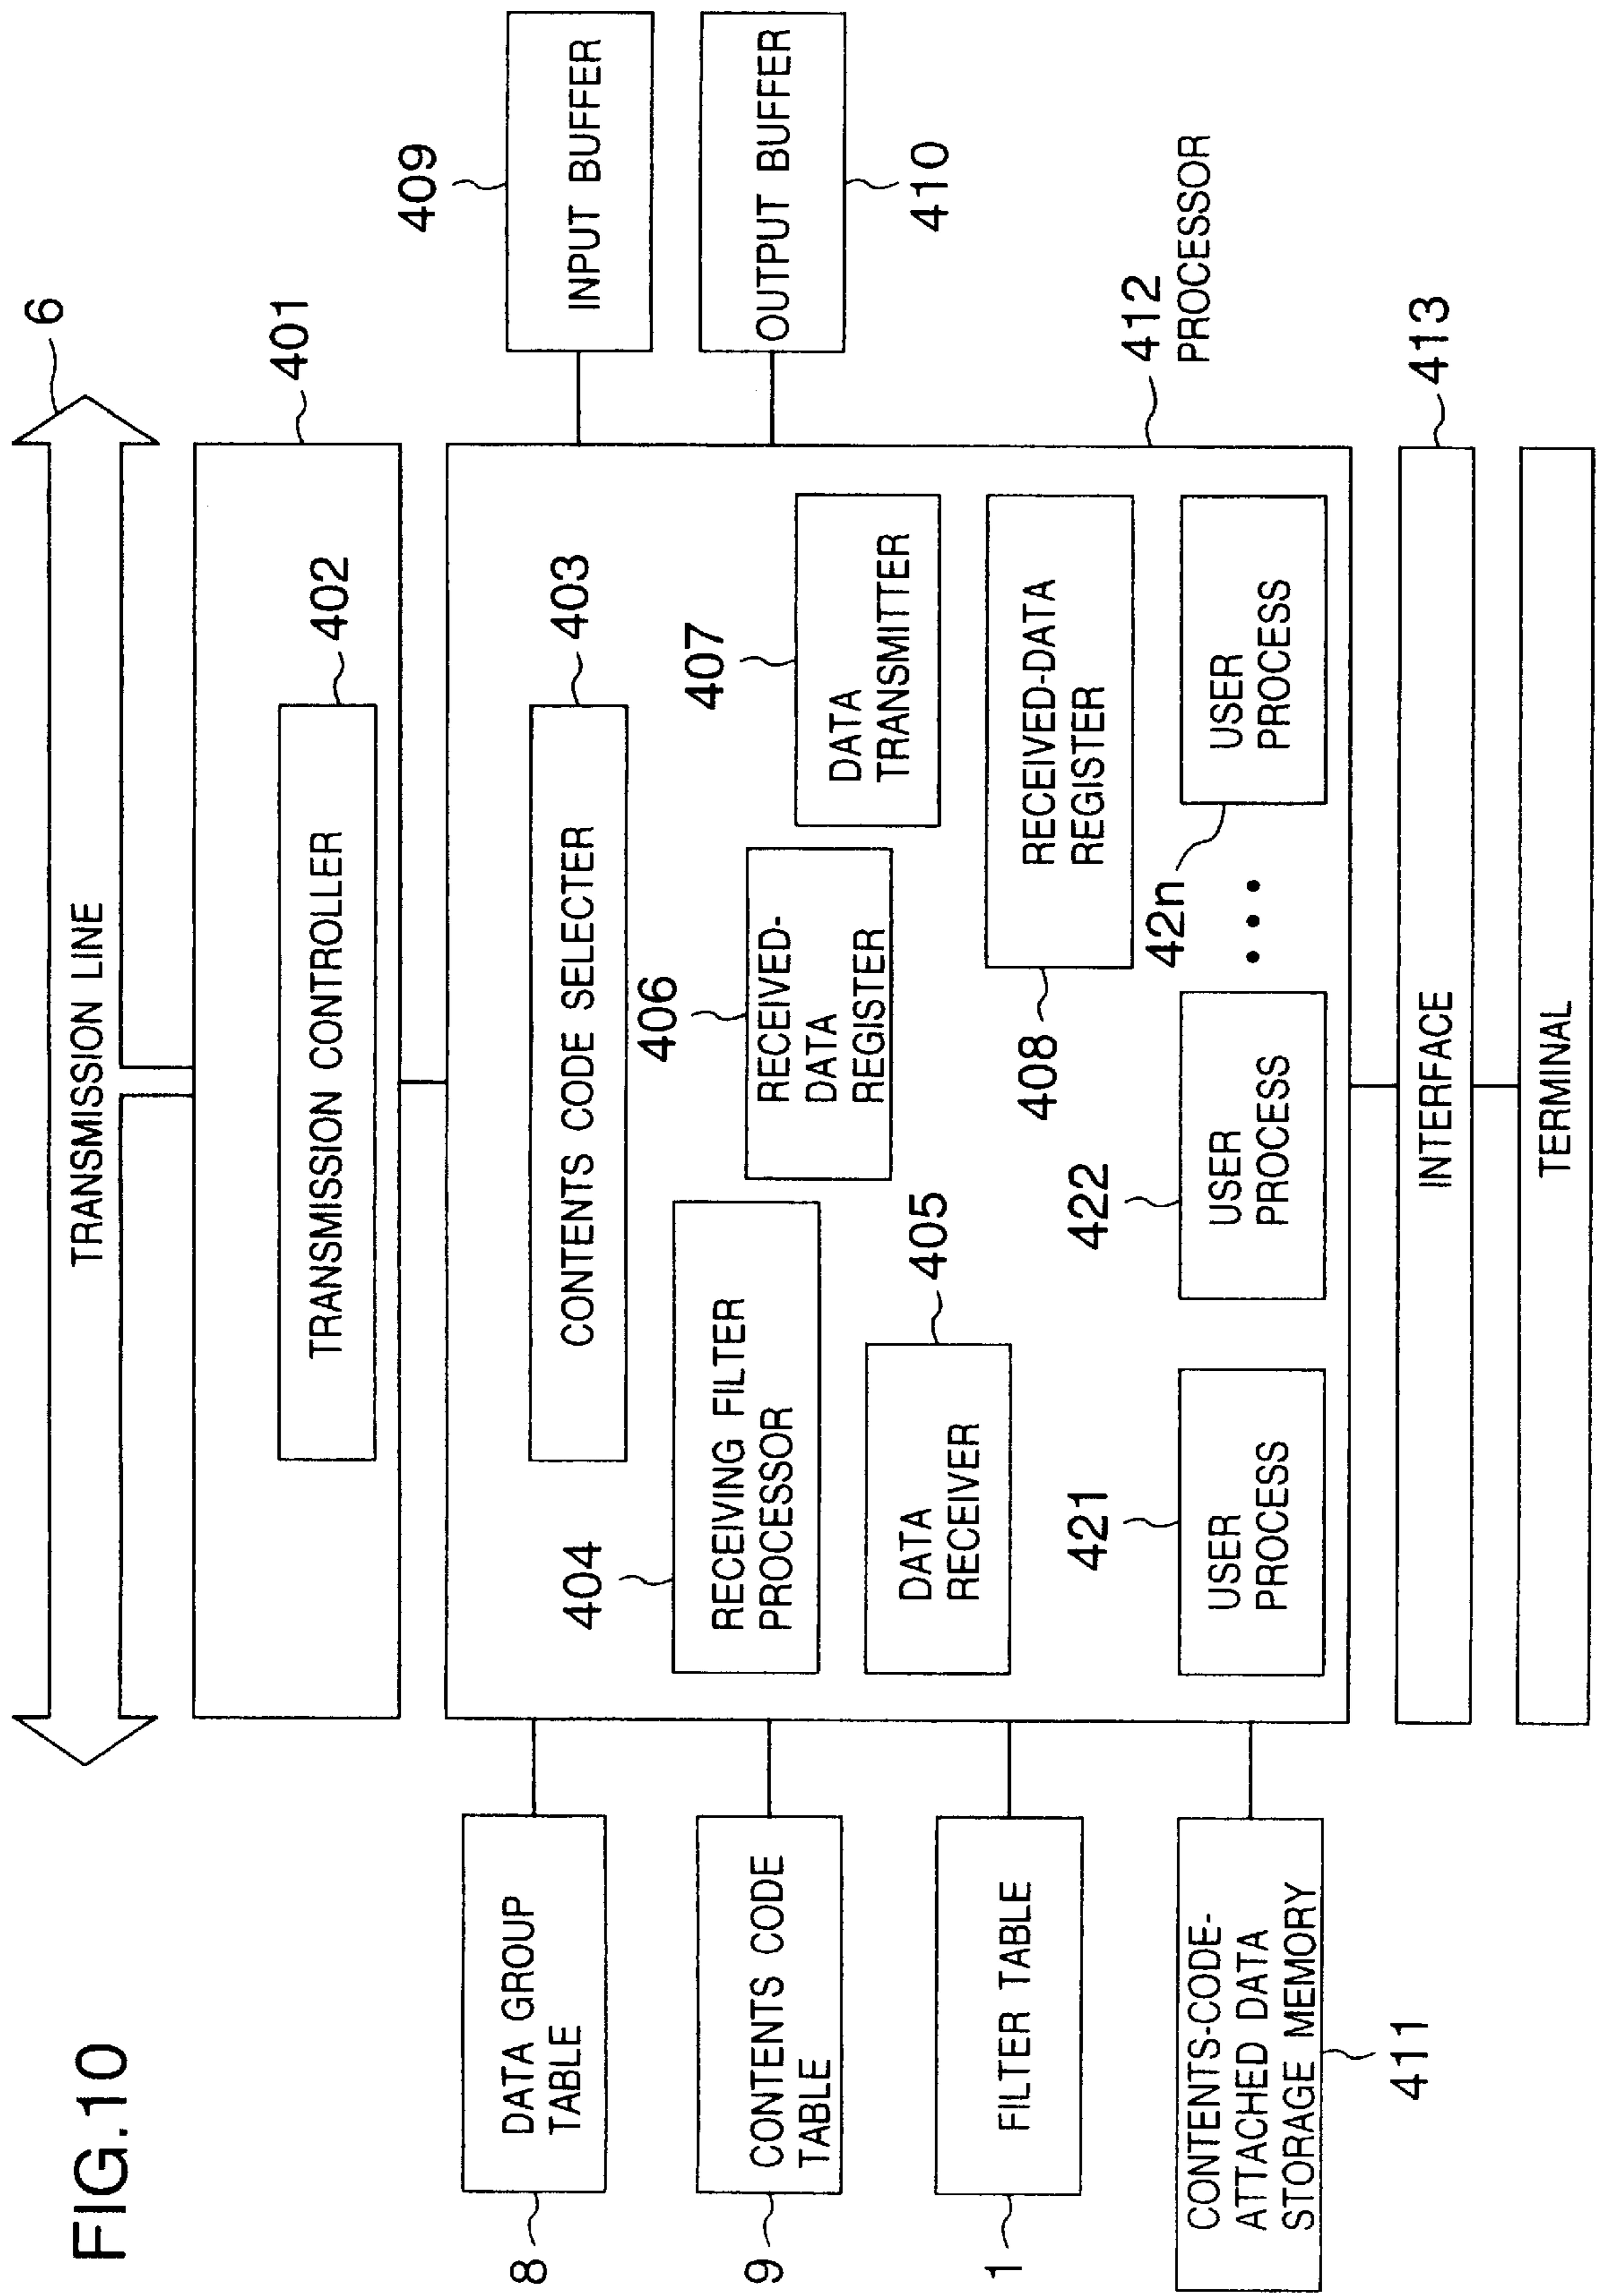 FIG.10
6
TRANSMISSION LINE
401
402
TRANSMISSION CONTROLLER
403
CONTENTS CODE SELECTER
409
INPUT BUFFER
OUTPUT BUFFER
410
8
DATA GROUP
TABLE
9
CONTENTS CODE
TABLE
1
FILTER TABLE
CONTENTS-CODE-
ATTACHED DATA
STORAGE MEMORY
411
404
RECEIVING FILTER
PROCESSOR
406
RECEIVED-
DATA
REGISTER
407
DATA
TRANSMITTER
405
DATA
RECEIVER
408
RECEIVED-DATA
REGISTER
412
PROCESSOR
421
USER
PROCESS
422
USER
PROCESS
42n
• • •
USER
PROCESS
413
INTERFACE
TERMINAL